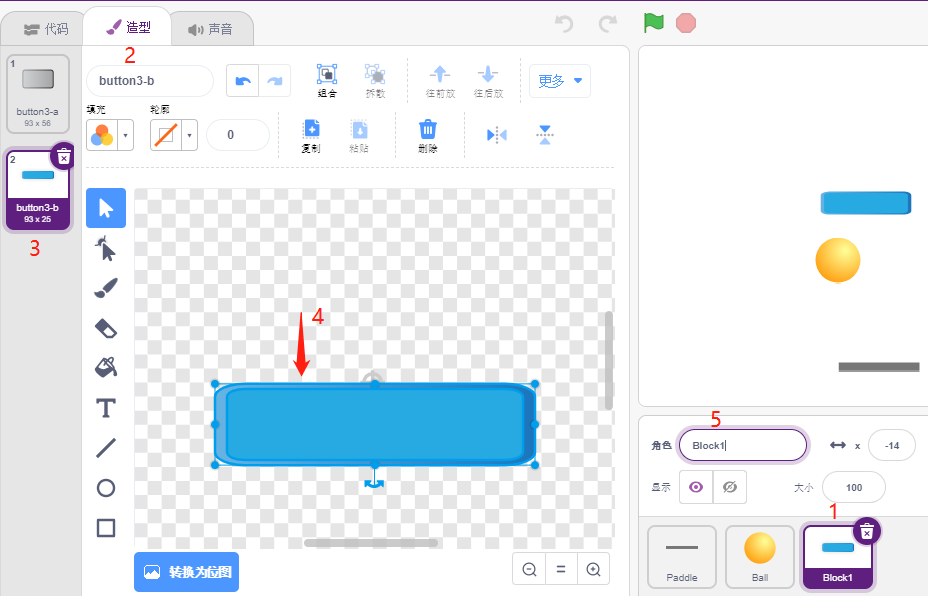 代码
造型
声音
2
1
button3-a
93 x 56
button3-b
组合
拆散
往前放
往后放
更多
填充
轮廓
0
复制
粘贴
删除
2
button3-b
93 x 25
3
4
T
转换为位图
5
角色
Block1
x
-14
显示
大小
100
1
Paddle
Ball
Block1